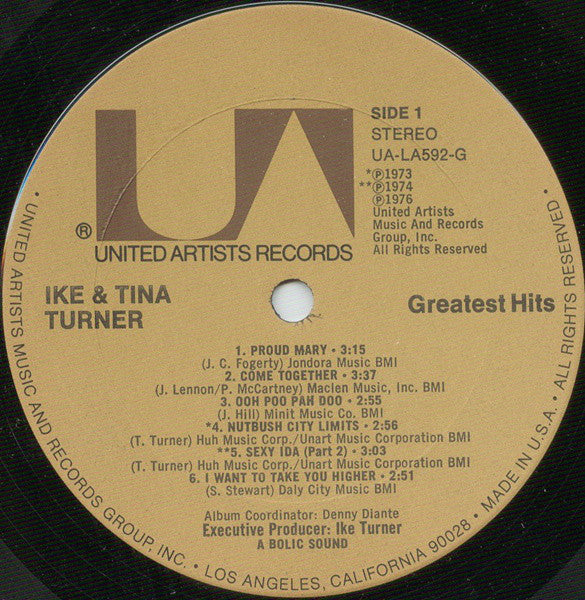 UA
SIDE 1
STEREO
UA-LA592-G
*Ⓟ1973
**Ⓟ1974
Ⓟ1976
United Artists
Music And Records
Group, Inc.
All Rights Reserved
®
UNITED ARTISTS RECORDS
IKE & TINA
TURNER
Greatest Hits
1. PROUD MARY • 3:15
(J. C. Fogerty) Jondora Music BMI
2. COME TOGETHER • 3:37
(J. Lennon/P. McCartney) Maclen Music, Inc. BMI
3. OOH POO PAH DOO • 2:55
(J. Hill) Minit Music Co. BMI
*4. NUTBUSH CITY LIMITS • 2:56
(T. Turner) Huh Music Corp./Unart Music Corporation BMI
**5. SEXY IDA (Part 2) • 3:03
(T. Turner) Huh Music Corp./Unart Music Corporation BMI
6. I WANT TO TAKE YOU HIGHER • 2:51
(S. Stewart) Daly City Music BMI
Album Coordinator: Denny Diante
Executive Producer: Ike Turner
A BOLIC SOUND
• UNITED ARTISTS MUSIC AND RECORDS GROUP, INC. • LOS ANGELES, CALIFORNIA 90028 • MADE IN U.S.A. • ALL RIGHTS RESERVED •